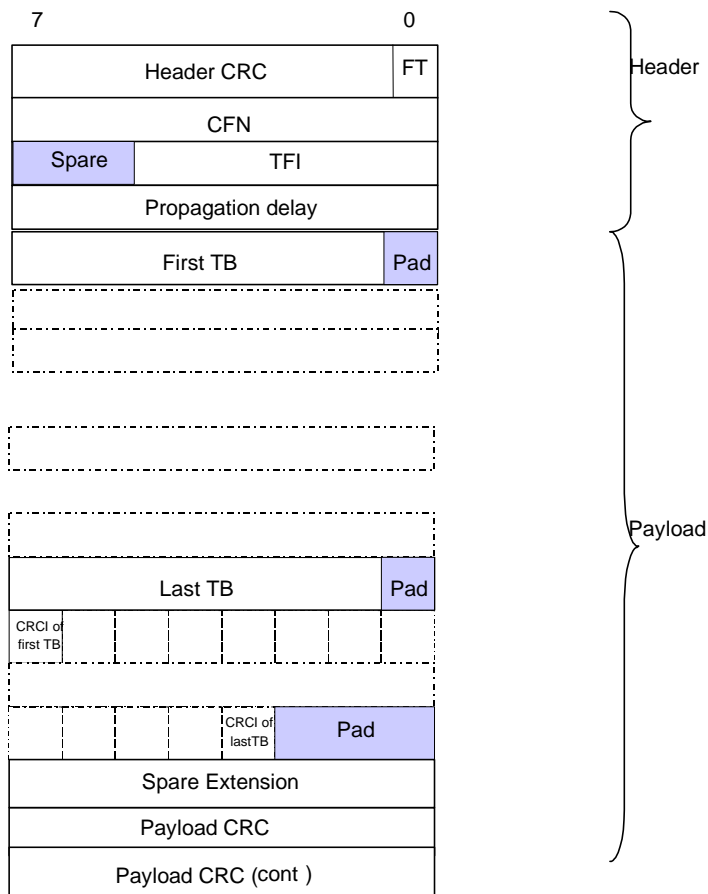 7 0
Header CRC FT
Header
CFN
Spare TFI
Propagation delay
First TB Pad
Payload
Last TB Pad
CRCI of
first TB
CRCI of
lastTB
Pad
Spare Extension
Payload CRC
Payload CRC (cont )